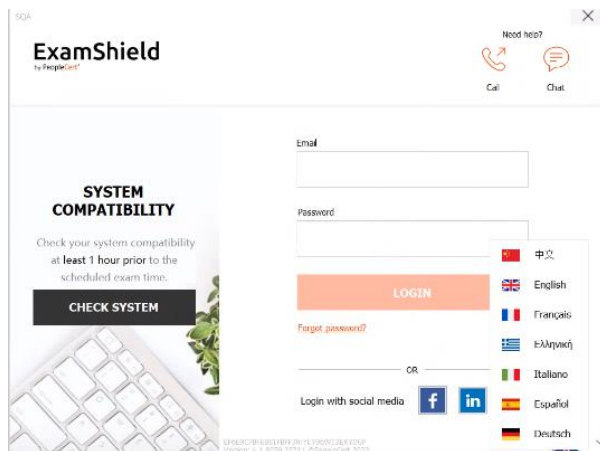 SQA
Need help?
ExamShield
by PeopleCert
Call
Chat
Email
SYSTEM
COMPATIBILITY
Password
Check your system compatibility
at least 1 hour prior to the
scheduled exam time.
CHECK SYSTEM
LOGIN
Forgot password?
OR
Login with social media
中文
English
Français
Ελληνική
Italiano
Español
Deutsch